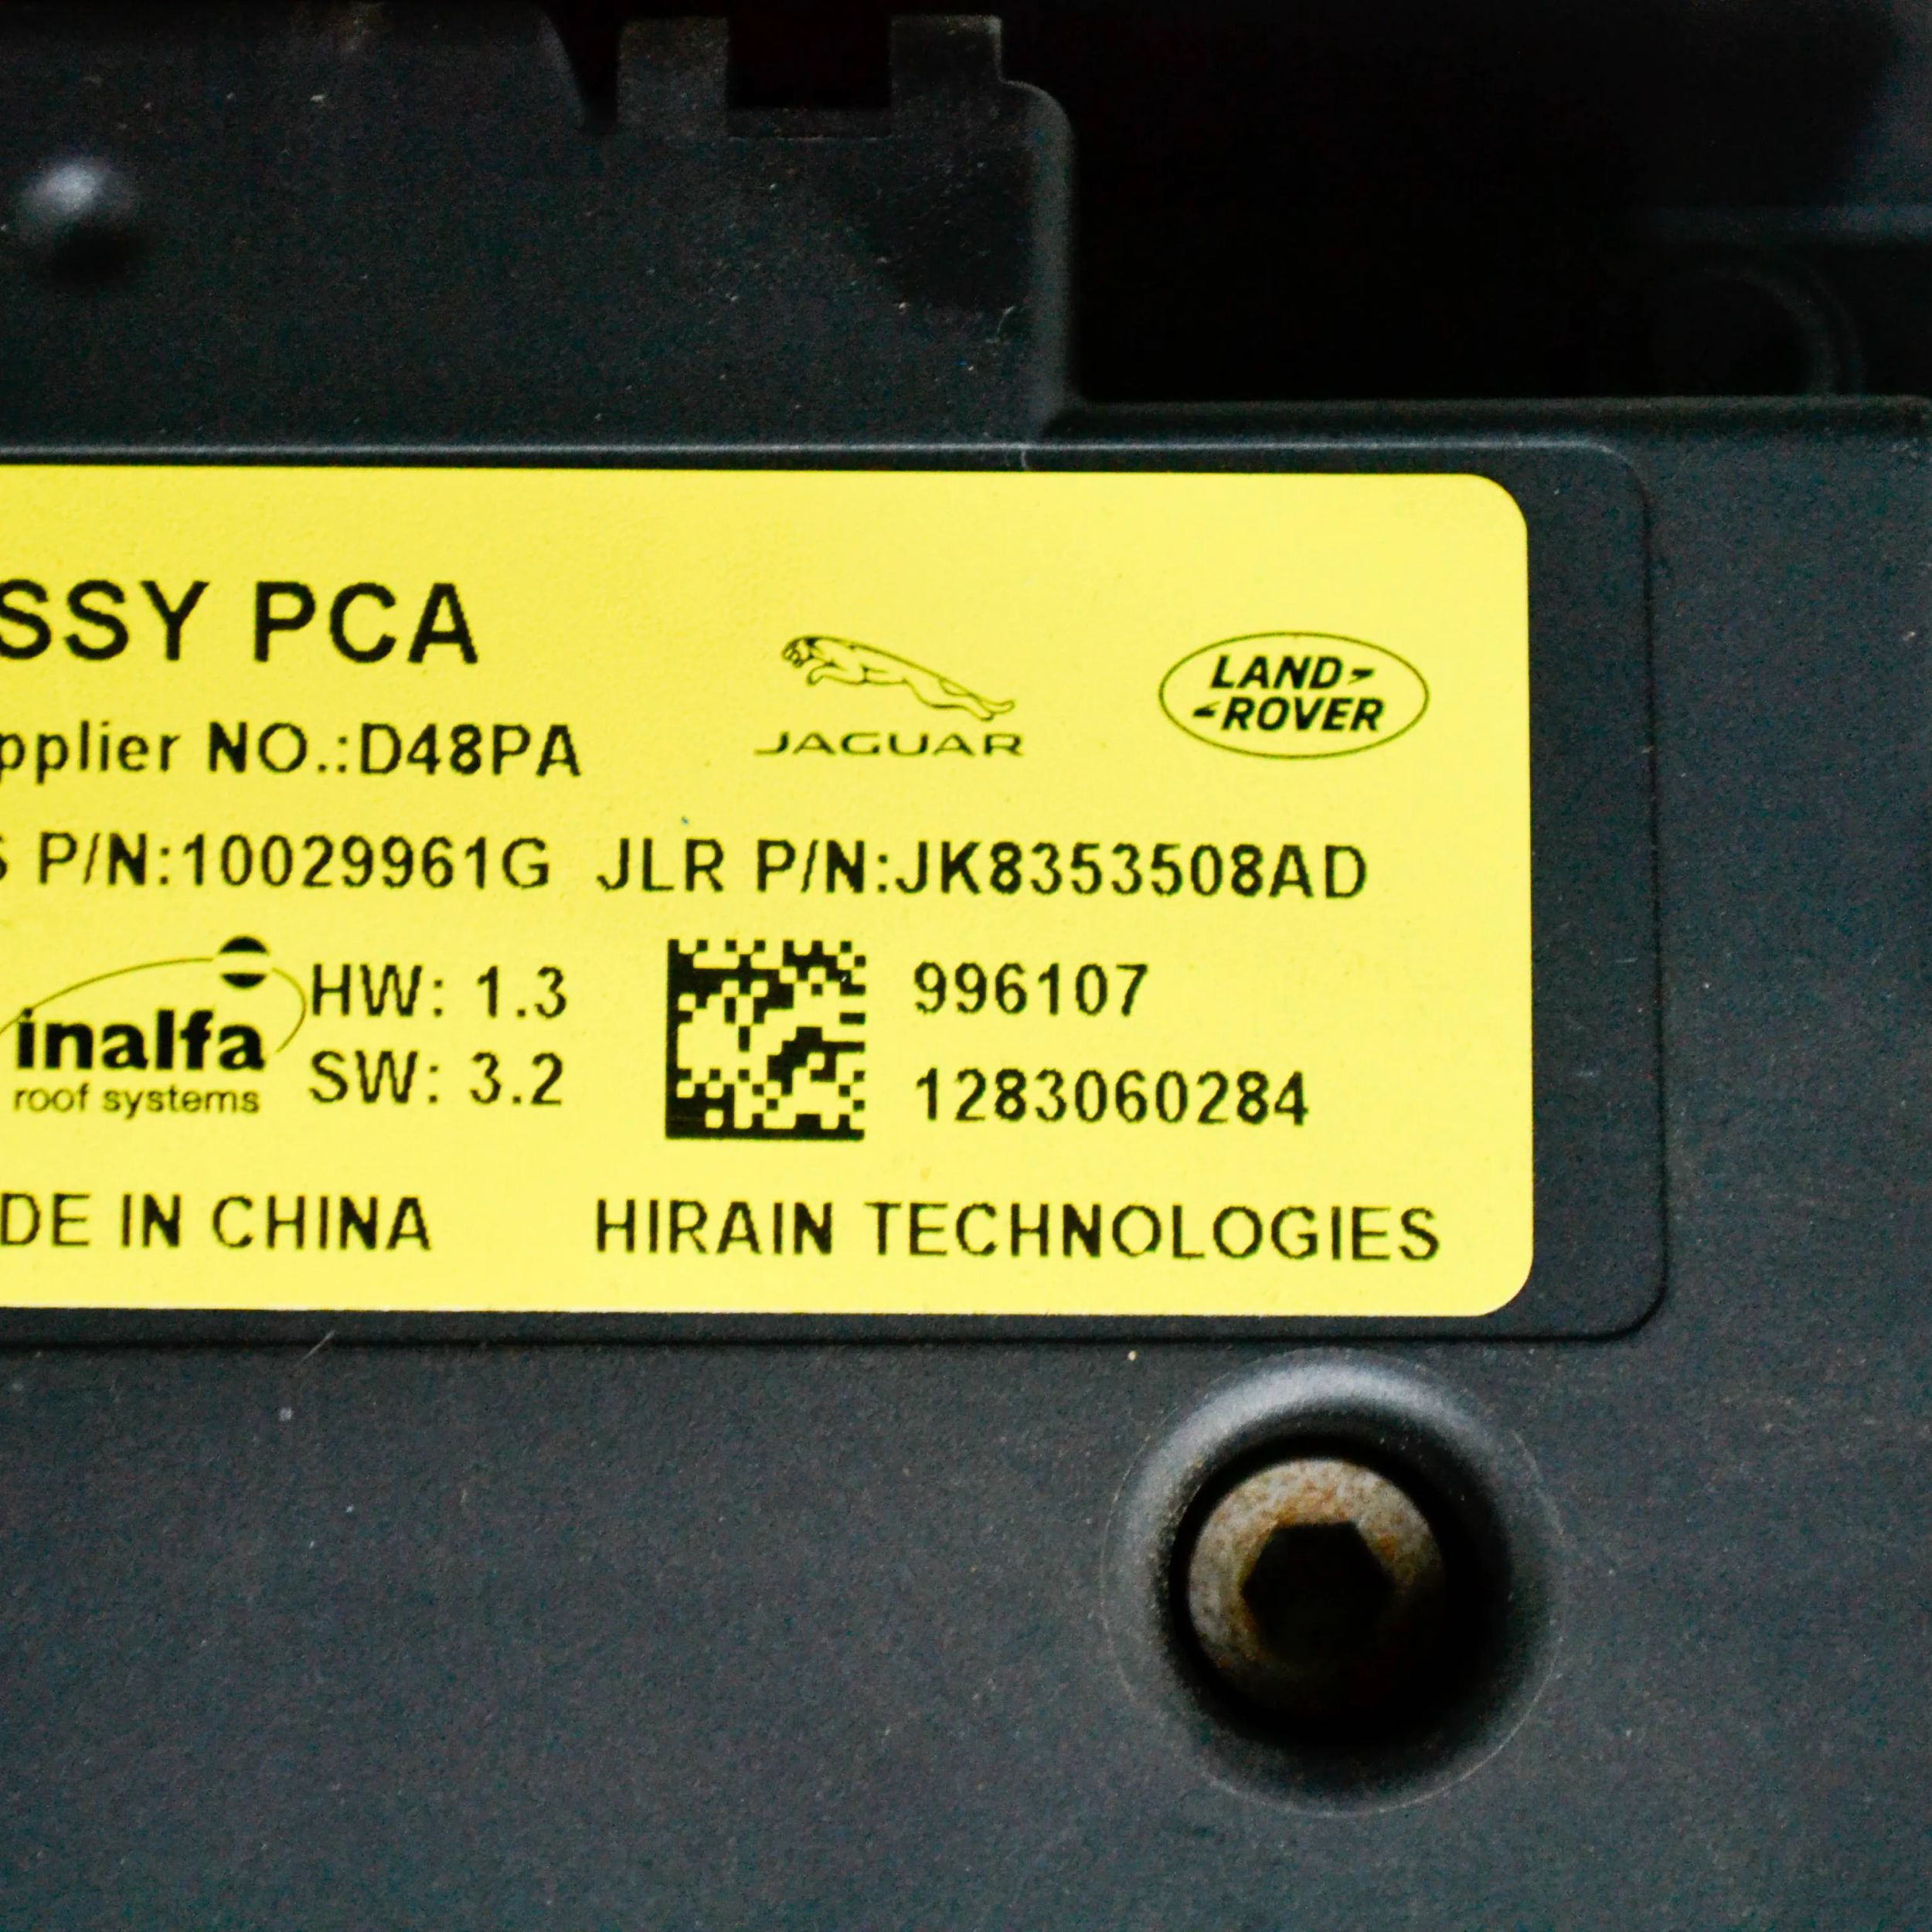 SSY PCA
JAGUAR
LAND-
-ROVER
pplier NO.:D48PA
P/N:10029961G JLR P/N:JK8353508AD
inalfa
roof systems
HW: 1.3
SW: 3.2
996107
1283060284
DE IN CHINA HIRAIN TECHNOLOGIES